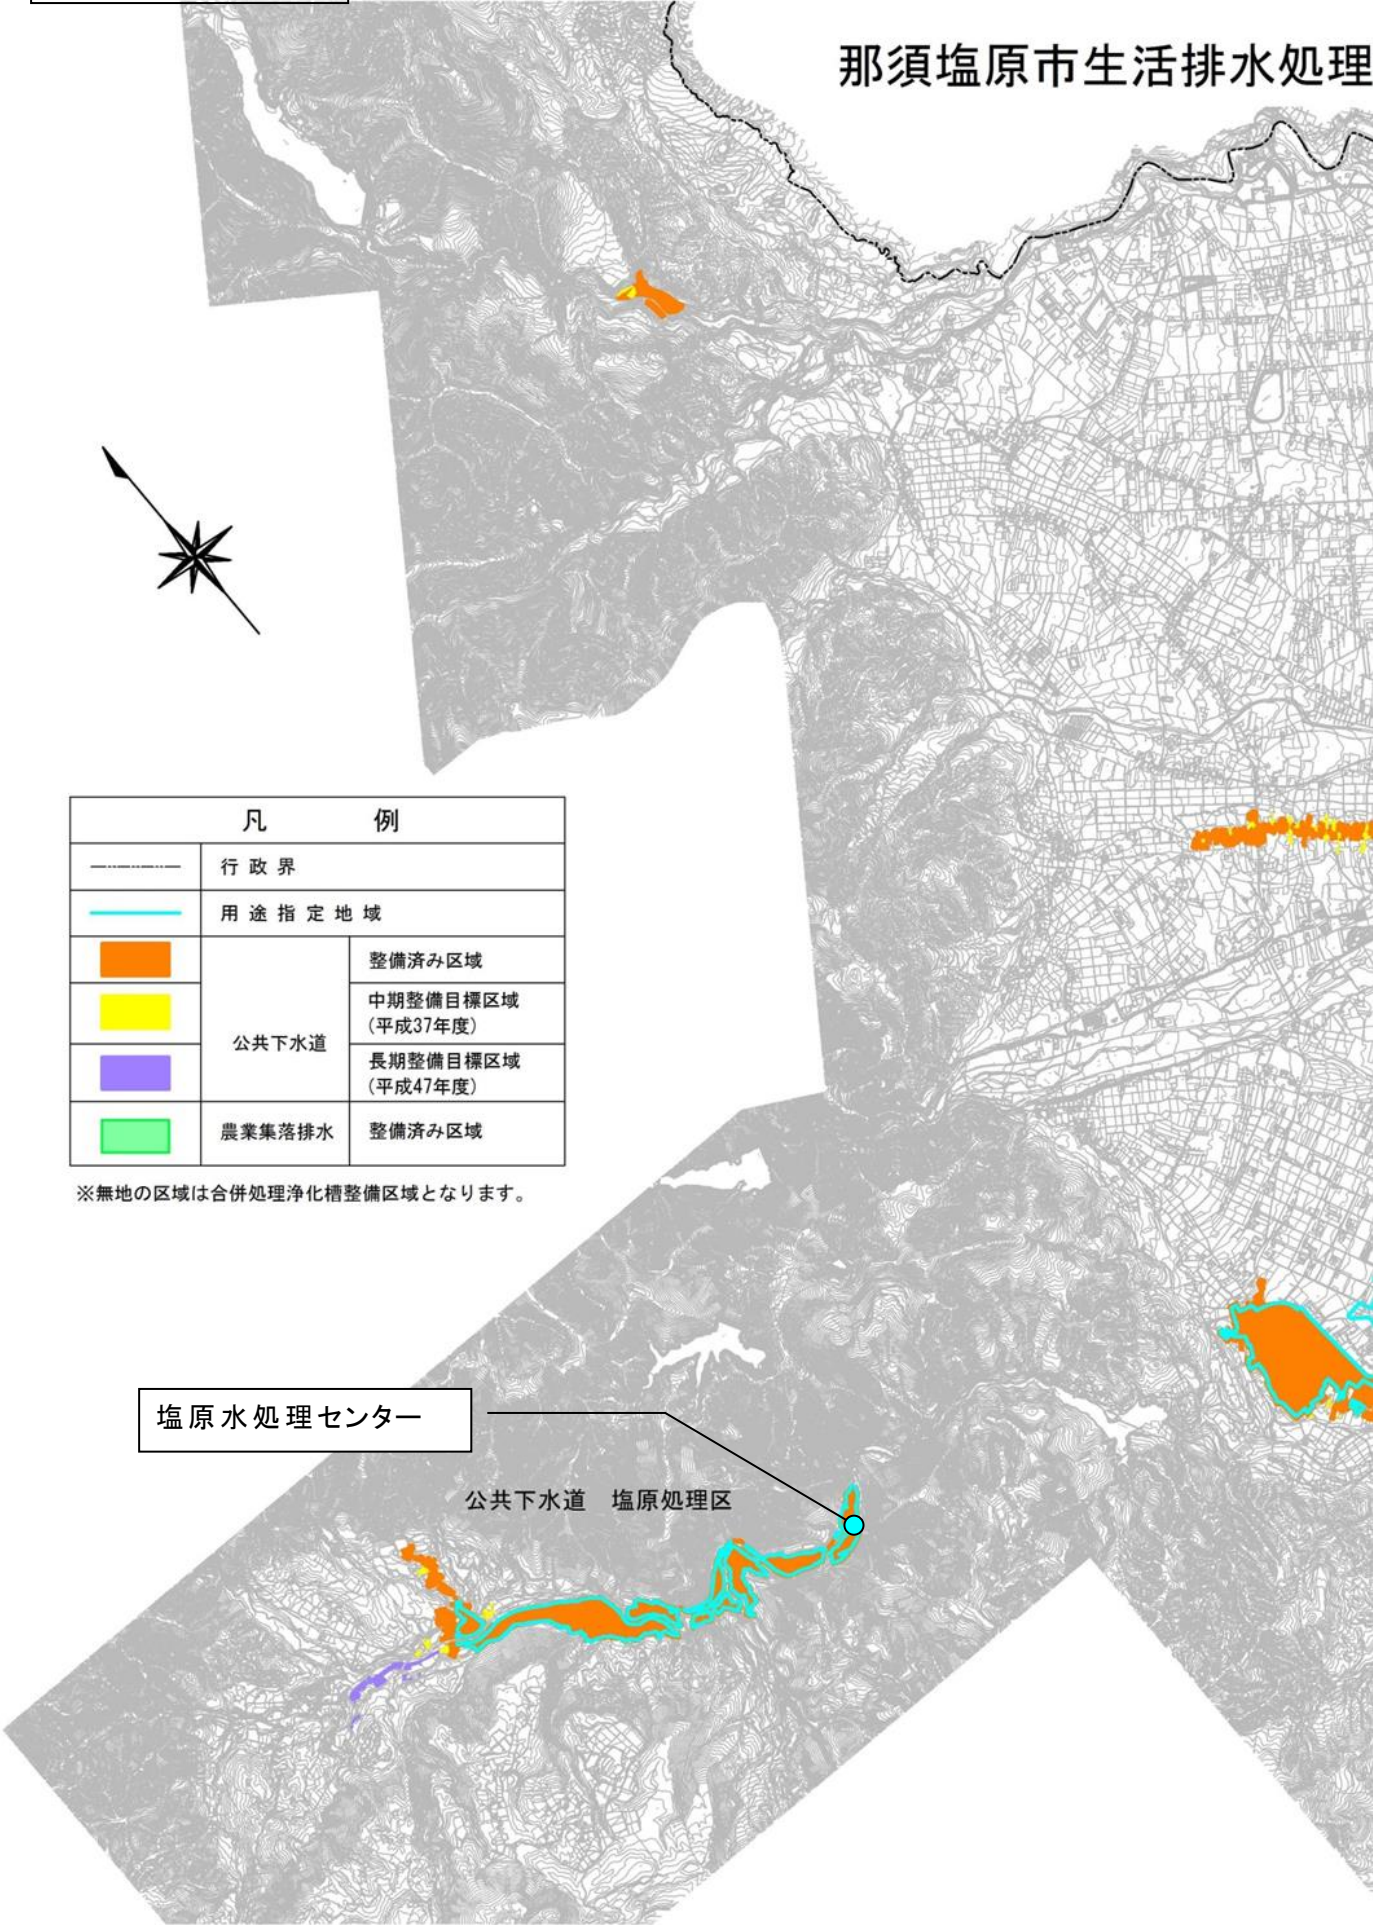 那須塩原市生活排水処理
凡 例
行政界
用途指定地域
公共下水道
整備済み区域
中期整備目標区域
(平成37年度)
長期整備目標区域
(平成47年度)
農業集落排水
整備済み区域
※無地の区域は合併処理浄化槽整備区域となります。
塩原水処理センター
公共下水道 塩原処理区